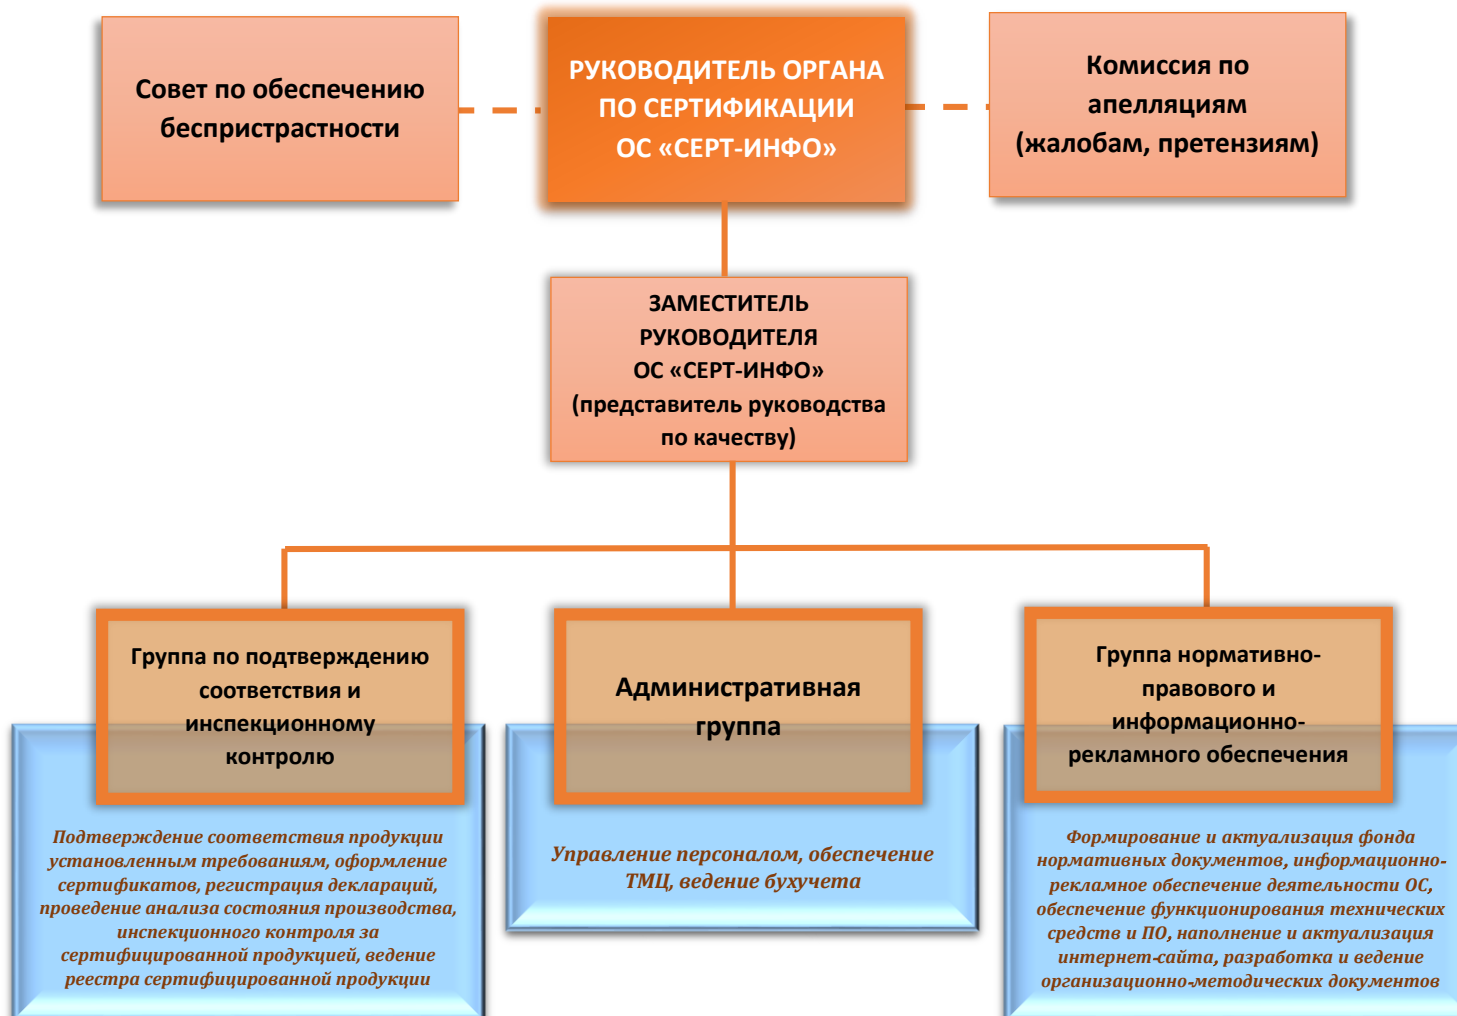 Совет по обеспечению
беспристрастности
РУКОВОДИТЕЛЬ ОРГАНА
ПО СЕРТИФИКАЦИИ
ОС «СЕРТ-ИНФО»
Комиссия по
апелляциям
(жалобам, претензиям)
ЗАМЕСТИТЕЛЬ
РУКОВОДИТЕЛЯ
ОС «СЕРТ-ИНФО»
(представитель руководства
по качеству)
Группа по подтверждению
соответствия и
инспекционному
контролю
Подтверждение соответствия продукции
установленным требованиям, оформление
сертификатов, регистрация деклараций,
проведение анализа состояния производства,
инспекционного контроля за
сертифицированной продукцией, ведение
реестра сертифицированной продукции
Административная
группа
Управление персоналом, обеспечение
ТМЦ, ведение бухучета
Группа нормативно-
правового и
информационно-
рекламного обеспечения
Формирование и актуализация фонда
нормативных документов, информационно-
рекламное обеспечение деятельности ОС,
обеспечение функционирования технических
средств и ПО, наполнение и актуализация
интернет-сайта, разработка и ведение
организационно-методических документов